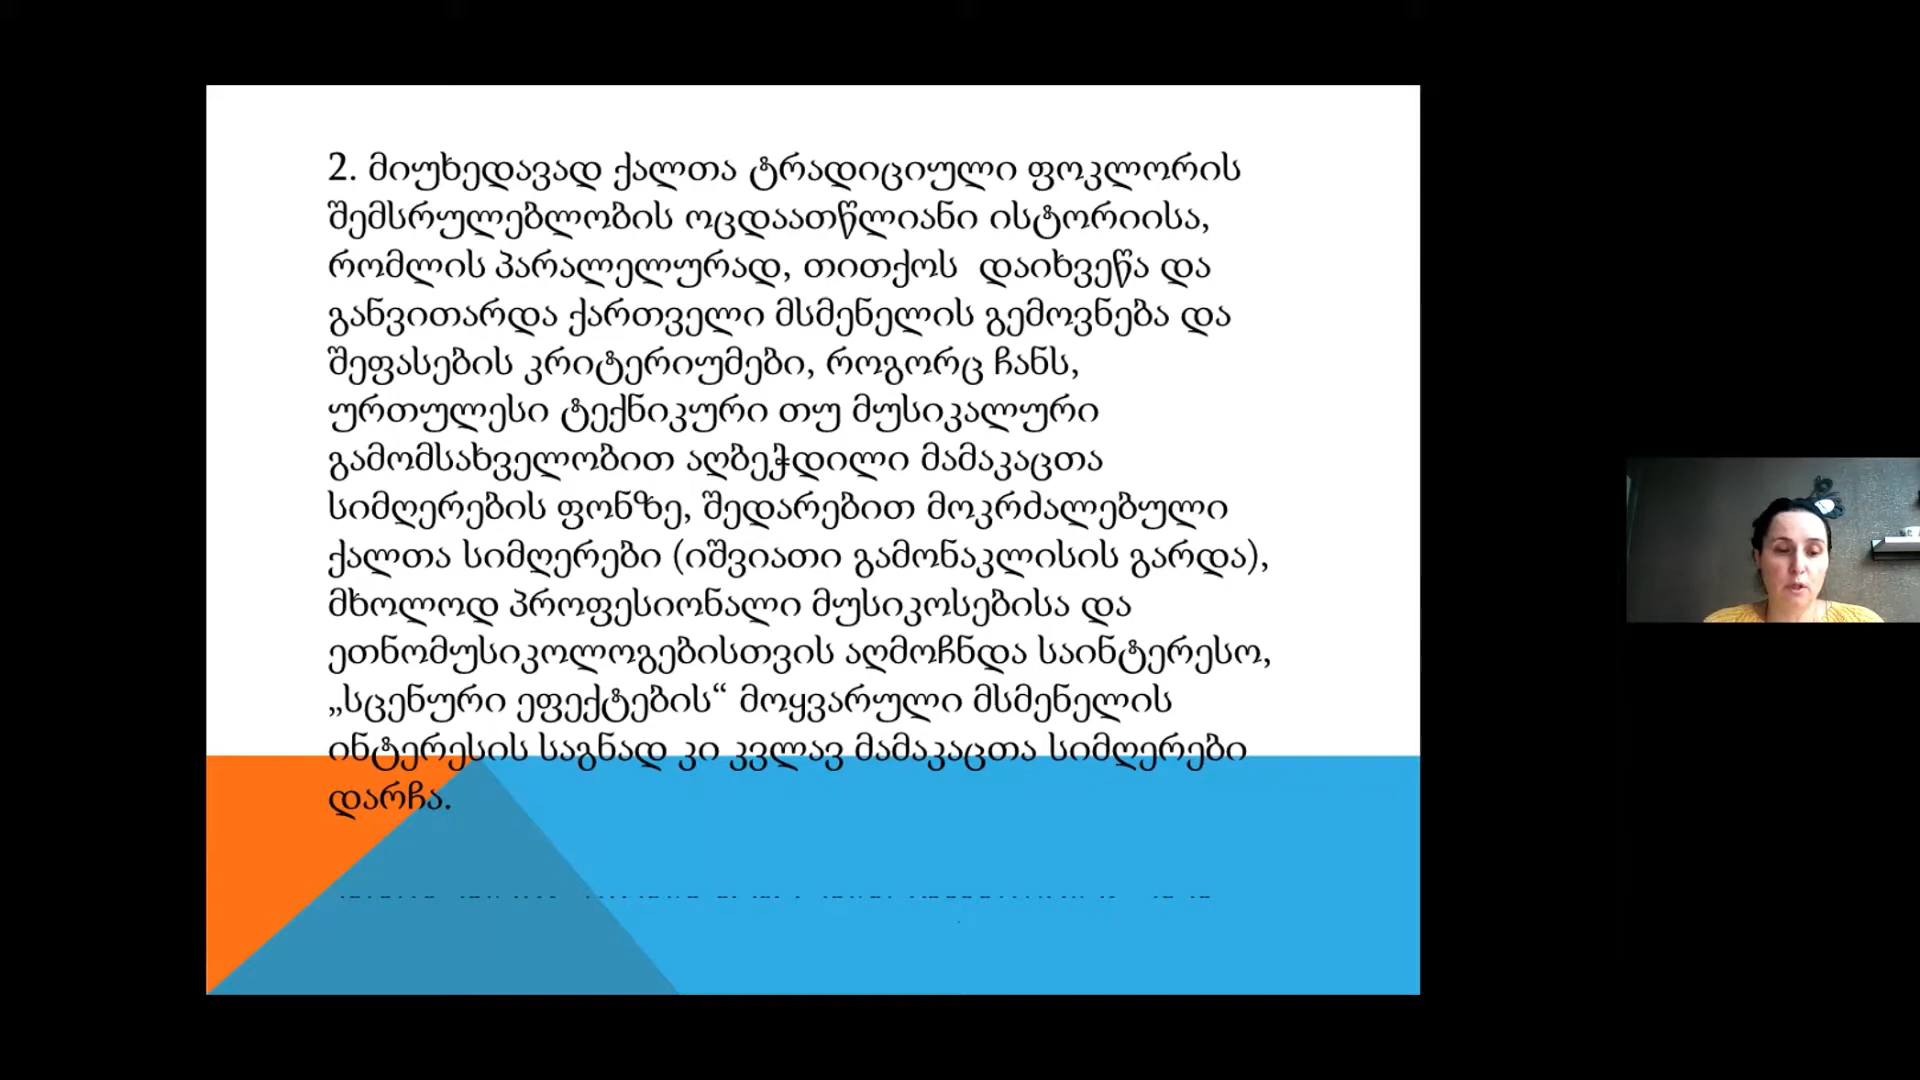 2. მიუხედავად ქალთა ტრადიციული ფოკლორის
შემსრულებლობის ოცდაათწლიანი ისტორიისა,
რომლის პარალელურად, თითქოს დაიხვეწა და
განვითარდა ქართველი მსმენელის გემოვნება და
შეფასების კრიტერიუმები, როგორც ჩანს,
ურთულესი ტექნიკური თუ მუსიკალური
გამომსახველობით აღბეჭდილი მამაკაცთა
სიმღერების ფონზე, შედარებით მოკრძალებული
ქალთა სიმღერები (იშვიათი გამონაკლისის გარდა),
მხოლოდ პროფესიონალი მუსიკოსებისა და
ეთნომუსიკოლოგებისთვის აღმოჩნდა საინტერესო,
„სცენური ეფექტების“ მოყვარული მსმენელის
ინტერესის საგნად კი კვლავ მამაკაცთა სიმღერები
დარჩა.